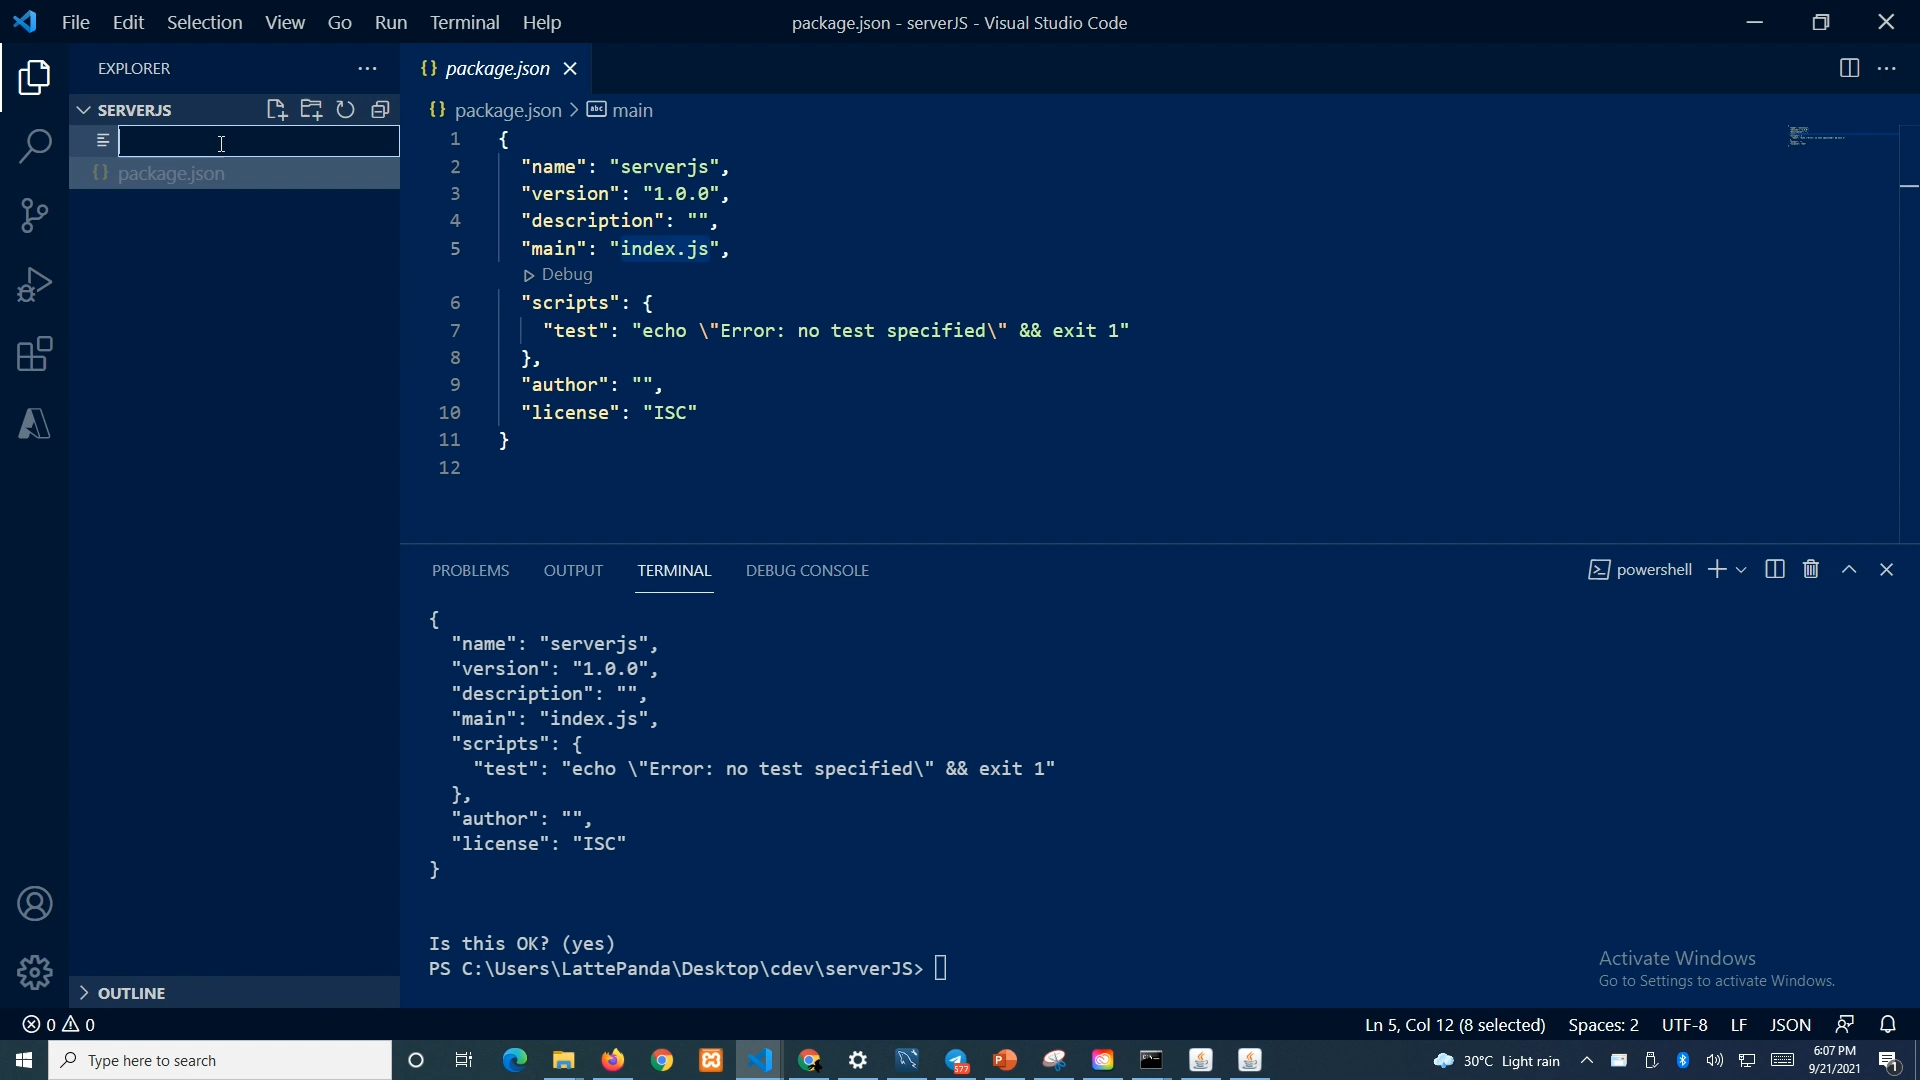 File Edit Selection View Go Run Terminal Help
package.json - serverJS - Visual Studio Code
EXPLORER
SERVERJS
package.json
OUTLINE
package.json
package.json > abc main
1 {
2 "name": "serverjs",
3 "version": "1.0.0",
4 "description": "",
5 "main": "index.js",
Debug
6 "scripts": {
7 "test": "echo \"Error: no test specified\" && exit 1"
8 },
9 "author": "",
10 "license": "ISC"
11 }
12
PROBLEMS OUTPUT TERMINAL DEBUG CONSOLE
powershell
{
"name": "serverjs",
"version": "1.0.0",
"description": "",
"main": "index.js",
"scripts": {
"test": "echo \"Error: no test specified\" && exit 1"
},
"author": "",
"license": "ISC"
}
Is this OK? (yes)
PS C:\Users\LattePanda\Desktop\cdev\serverJS>
Activate Windows
Go to Settings to activate Windows.
0 0
Ln 5, Col 12 (8 selected) Spaces: 2 UTF-8 LF JSON
Type here to search
577
30°C Light rain
6:07 PM
9/21/2021
1